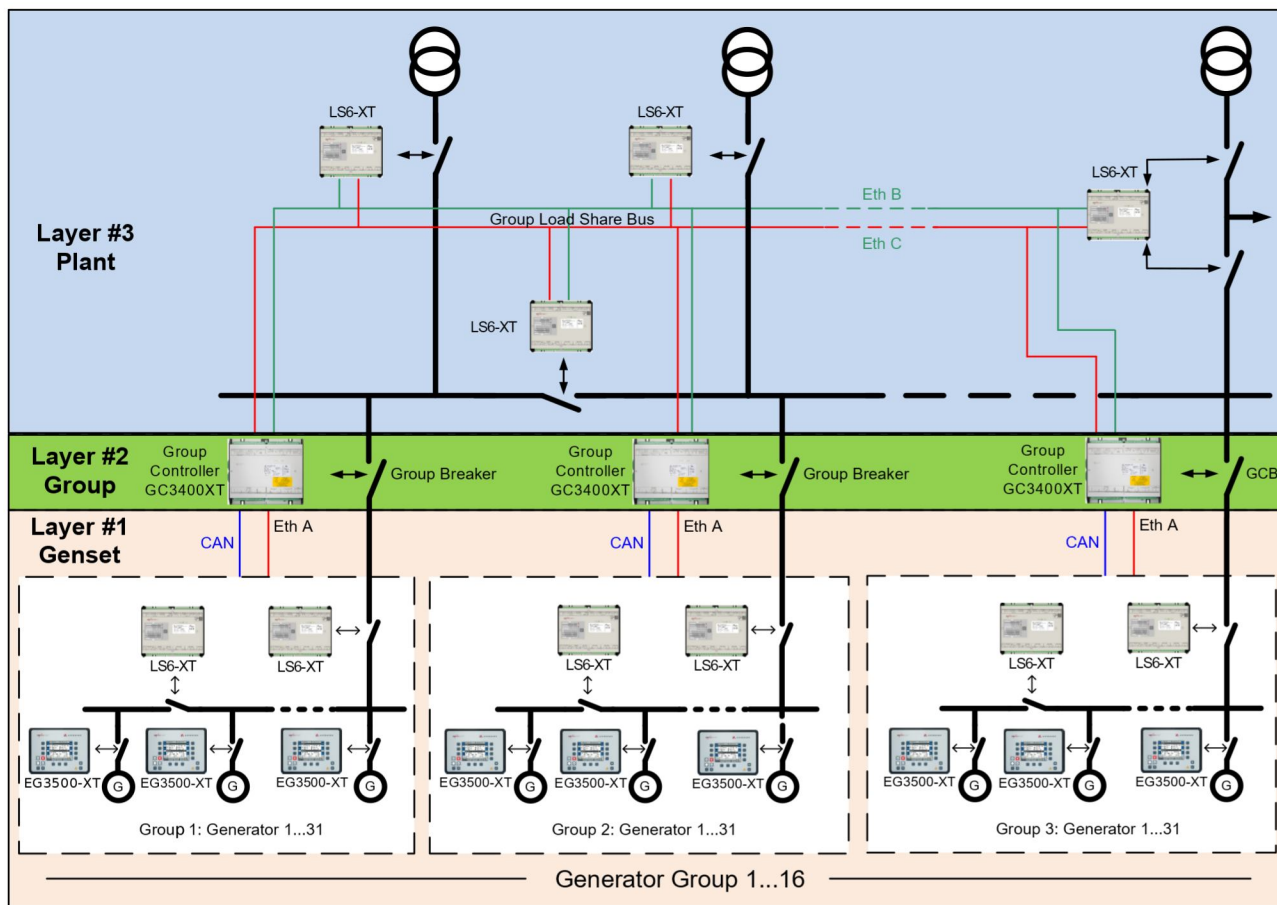 LS6-XT
LS6-XT
LS6-XT
Eth B
Group Load Share Bus
Layer #3
Plant
Eth C
LS6-XT
Layer #2
Group
Group
Controller
GC3400XT
Group Breaker
Group
Controller
GC3400XT
Group Breaker
Group
Controller
GC3400XT
GCB
Layer #1
Genset
CAN
Eth A
CAN
Eth A
CAN
Eth A
LS6-XT
LS6-XT
LS6-XT
LS6-XT
LS6-XT
LS6-XT
EG3500-XT
G
EG3500-XT
G
EG3500-XT
G
EG3500-XT
G
EG3500-XT
G
EG3500-XT
G
EG3500-XT
G
EG3500-XT
G
EG3500-XT
G
Group 1: Generator 1...31
Group 2: Generator 1...31
Group 3: Generator 1...31
Generator Group 1...16